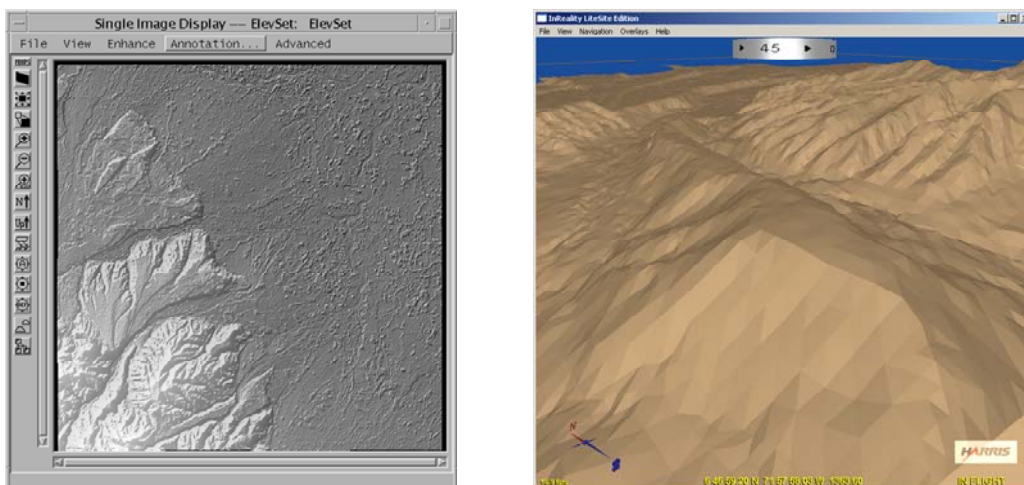 Single Image Display —— ElevSet: ElevSet
File View Enhance Annotation... Advanced
InReality LiteSite Edition
File View Navigation Overlays Help
45
N
HARRIS
IN FLIGHT